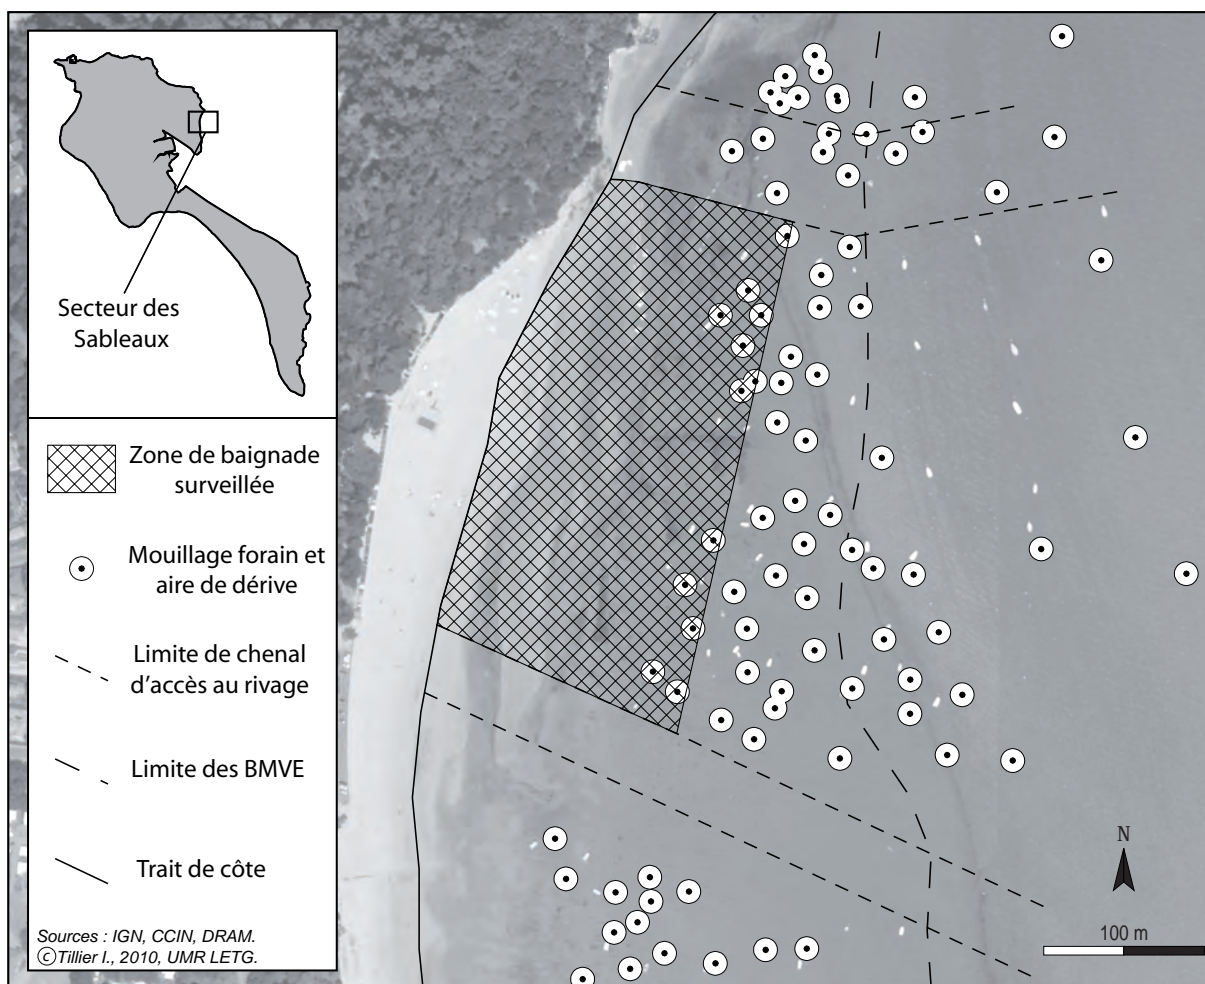 Secteur des
Sableaux
Zone de baignade
surveillée
Mouillage forain et
aire de dérive
Limite de chenal
d'accès au rivage
Limite des BMVE
Trait de côte
Sources : IGN, CCIN, DRAM.
©Tillier I., 2010, UMR LETG.
N
100 m